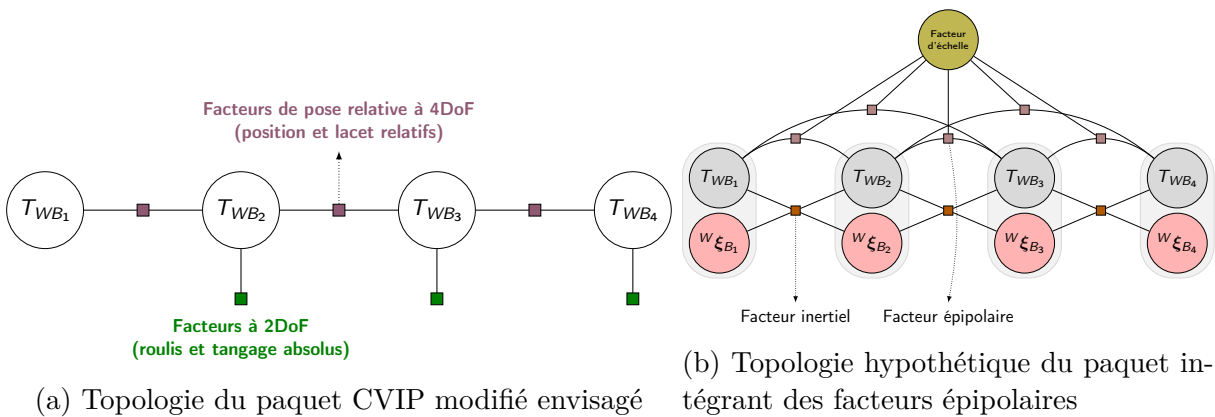 Facteurs de pose relative à 4DoF
(position et lacet relatifs)
T_{WB_1} T_{WB_2} T_{WB_3} T_{WB_4}
Facteurs à 2DoF
(roulis et tangage absolus)
(a) Topologie du paquet CVIP modifié envisagé
Facteur
d'échelle
T_{WB_1} T_{WB_2} T_{WB_3} T_{WB_4}
^Wξ_{B_1} ^Wξ_{B_2} ^Wξ_{B_3} ^Wξ_{B_4}
Facteur inertiel Facteur épipolaire
(b) Topologie hypothétique du paquet in-
tégrant des facteurs épipolaires